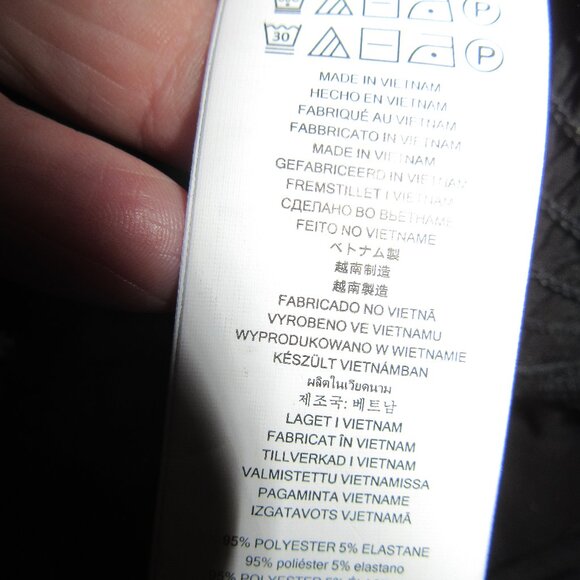 P
30 P
MADE IN VIETNAM
HECHO EN VIETNAM
FABRIQUÉ AU VIETNAM
FABBRICATO IN VIETNAM
MADE IN VIETNAM
GEFABRICEERD IN VIETNAM
FREMSTILLET I VIETNAM
СДЕЛАНО ВО ВЬЕТНАМЕ
FEITO NO VIETNAME
ベトナム製
越南制造
越南製造
FABRICADO NO VIETNÃ
VYROBENO VE VIETNAMU
WYPRODUKOWANO W WIETNAMIE
KÉSZÜLT VIETNÁMBAN
ผลิตในเวียดนาม
제조국: 베트남
LAGET I VIETNAM
FABRICAT ÎN VIETNAM
TILLVERKAD I VIETNAM
VALMISTETTU VIETNAMISSA
PAGAMINTA VIETNAME
IZGATAVOTS VJETNAMĀ
95% POLYESTER 5% ELASTANE
95% poliéster 5% elastano